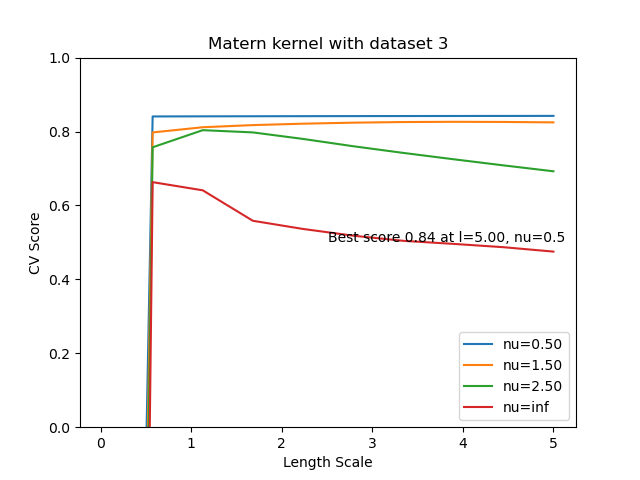 Matern kernel with dataset 3
1.0
0.8
0.6
0.4
0.2
0.0
CV Score
Best score 0.84 at l=5.00, nu=0.5
nu=0.50
nu=1.50
nu=2.50
nu=inf
0 1 2 3 4 5
Length Scale